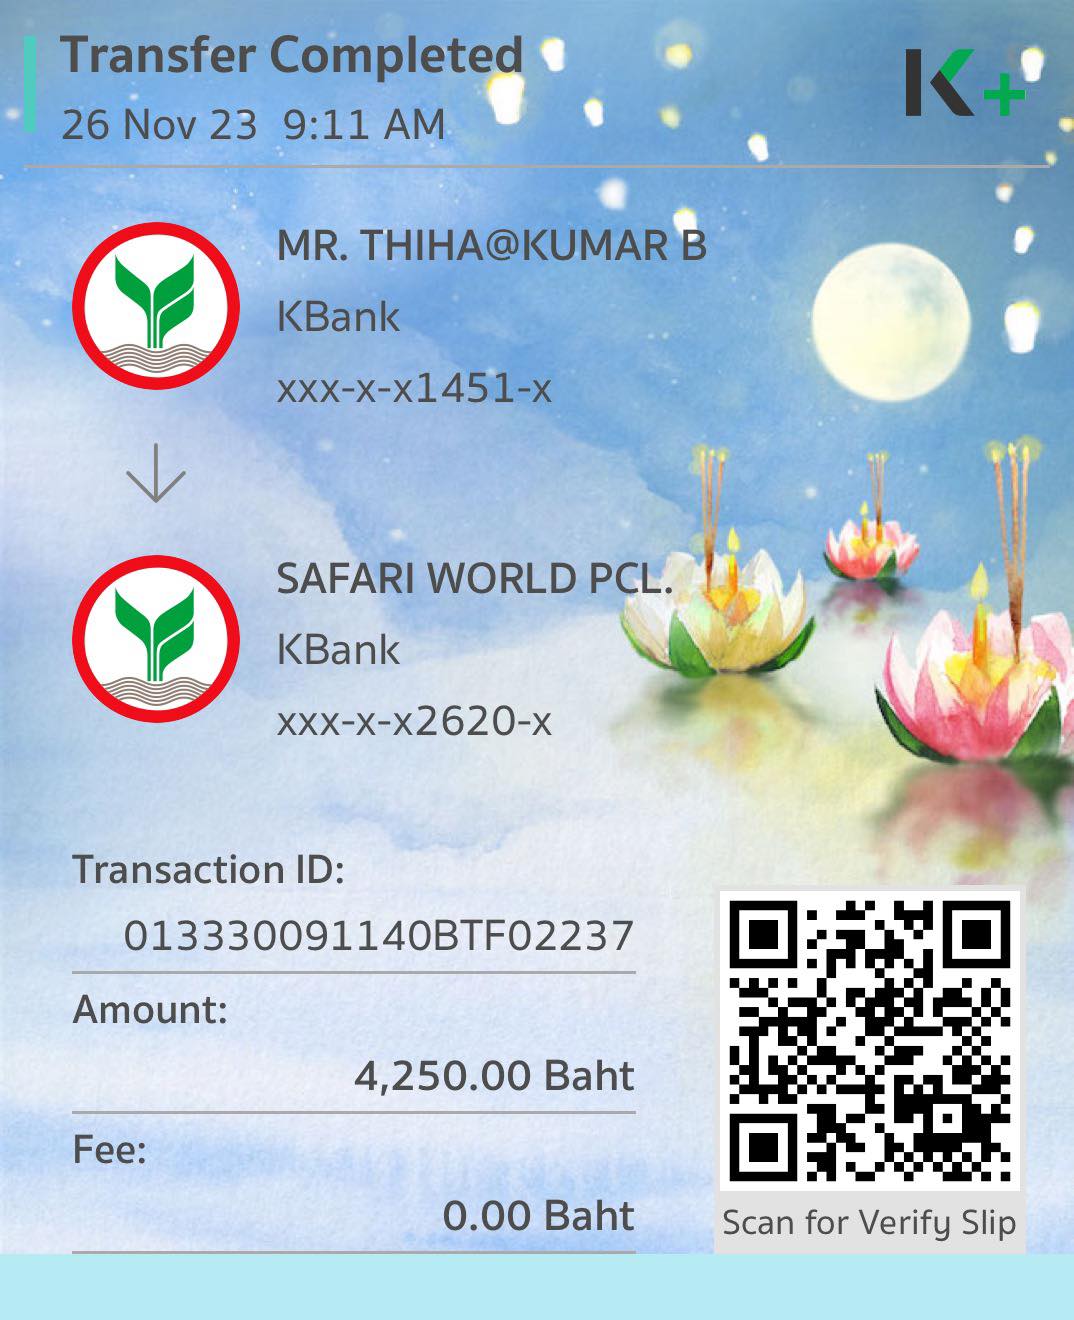 Transfer Completed
26 Nov 23 9:11 AM
K+
MR. THIHA@KUMAR B
KBank
xxx-x-x1451-x
SAFARI WORLD PCL.
KBank
xxx-x-x2620-x
Transaction ID:
013330091140BTF02237
Amount:
4,250.00 Baht
Fee:
0.00 Baht
Scan for Verify Slip